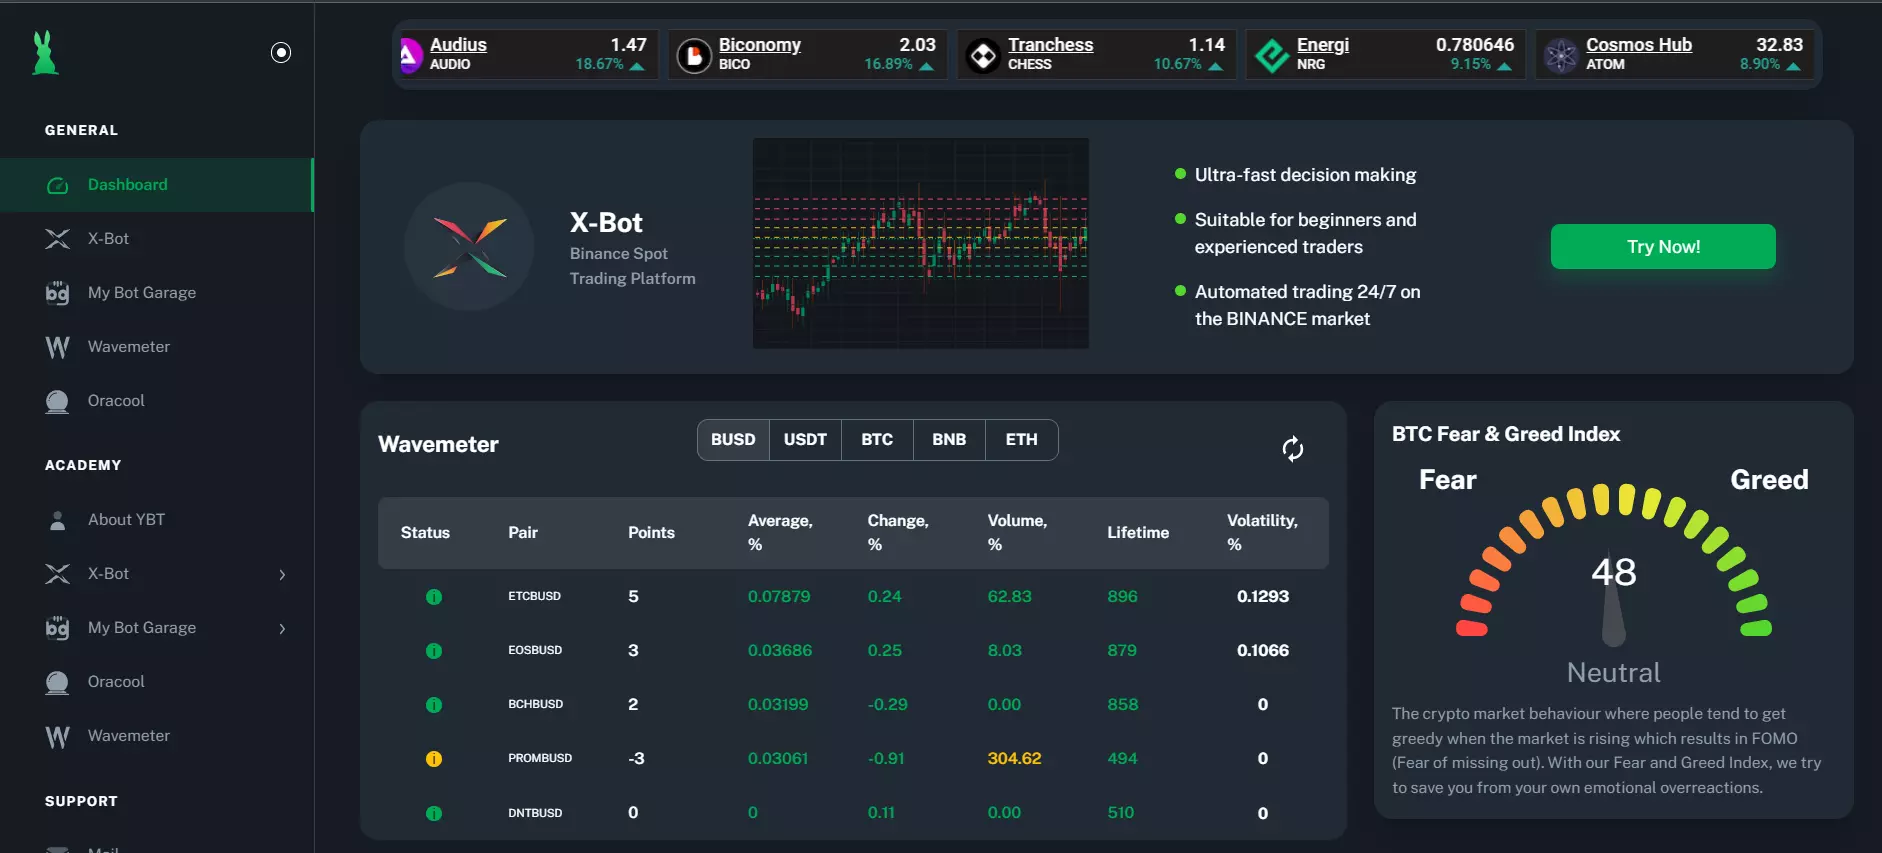 Audius 1.47
AUDIO 18.67%
Biconomy 2.03
BICO 16.89%
Tranchess 1.14
CHESS 10.67%
Energi 0.780646
NRG 9.15%
Cosmos Hub 32.83
ATOM 8.90%
GENERAL
Dashboard
X-Bot
My Bot Garage
Wavemeter
Oracool
ACADEMY
About YBT
X-Bot
My Bot Garage
Oracool
Wavemeter
SUPPORT
Mail
X-Bot
Binance Spot
Trading Platform
Ultra-fast decision making
Suitable for beginners and
experienced traders
Automated trading 24/7 on
the BINANCE market
Try Now!
Wavemeter
BUSD USDT BTC BNB ETH
Status Pair Points Average, % Change, % Volume, % Lifetime Volatility, %
ETCBUSD 5 0.07879 0.24 62.83 896 0.1293
EOSBUSD 3 0.03686 0.25 8.03 879 0.1066
BCHBUSD 2 0.03199 -0.29 0.00 858 0
PROMBUSD -3 0.03061 -0.91 304.62 494 0
DNTBUSD 0 0 0.11 0.00 510 0
BTC Fear & Greed Index
Fear Greed
48
Neutral
The crypto market behaviour where people tend to get
greedy when the market is rising which results in FOMO
(Fear of missing out). With our Fear and Greed Index, we try
to save you from your own emotional overreactions.